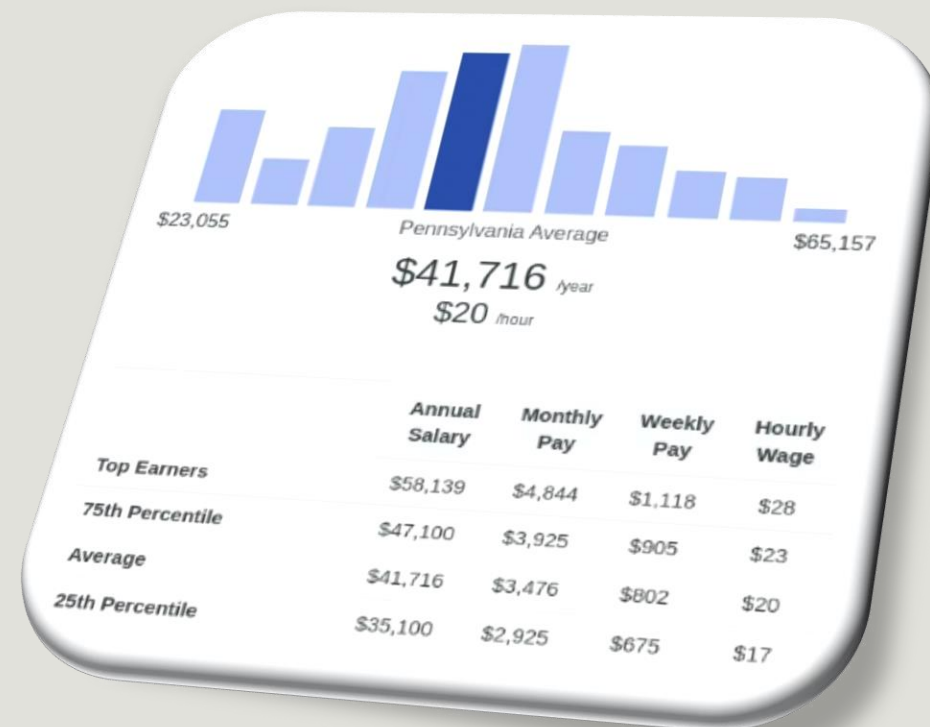 $23,055
$65,157
Pennsylvania Average
$41,716 /year
$20 /hour
Annual Salary Monthly Pay Weekly Pay Hourly Wage
Top Earners $58,139 $4,844 $1,118 $28
75th Percentile $47,100 $3,925 $905 $23
Average $41,716 $3,476 $802 $20
25th Percentile $35,100 $2,925 $675 $17